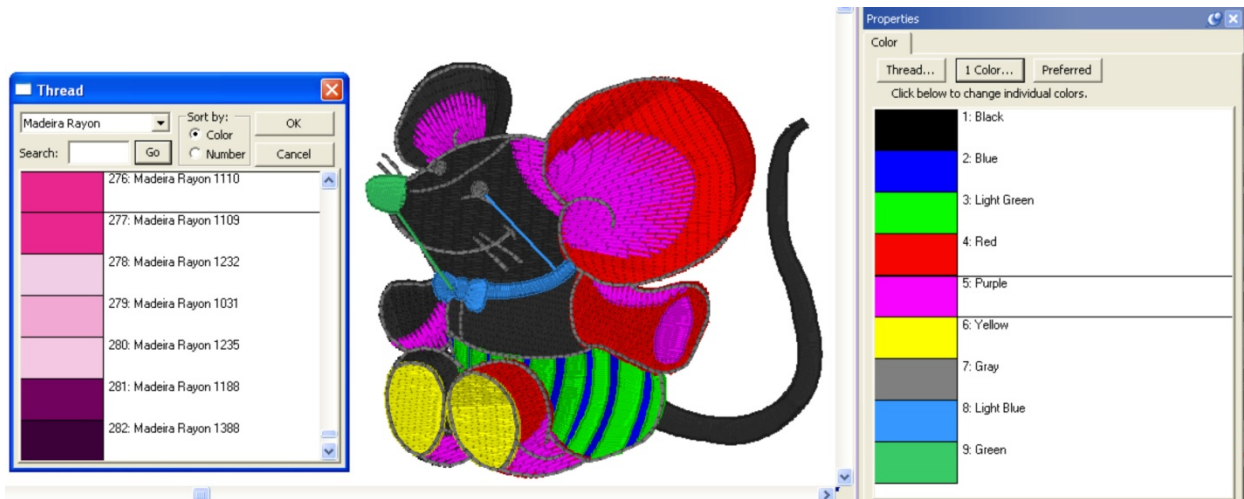 Thread
Madeira Rayon
Sort by:
Color
Number
OK
Search:
Go
Cancel
276: Madeira Rayon 1110
277: Madeira Rayon 1109
278: Madeira Rayon 1232
279: Madeira Rayon 1031
280: Madeira Rayon 1235
281: Madeira Rayon 1188
282: Madeira Rayon 1388
Properties
Color
Thread...
1 Color...
Preferred
Click below to change individual colors.
1: Black
2: Blue
3: Light Green
4: Red
5: Purple
6: Yellow
7: Gray
8: Light Blue
9: Green